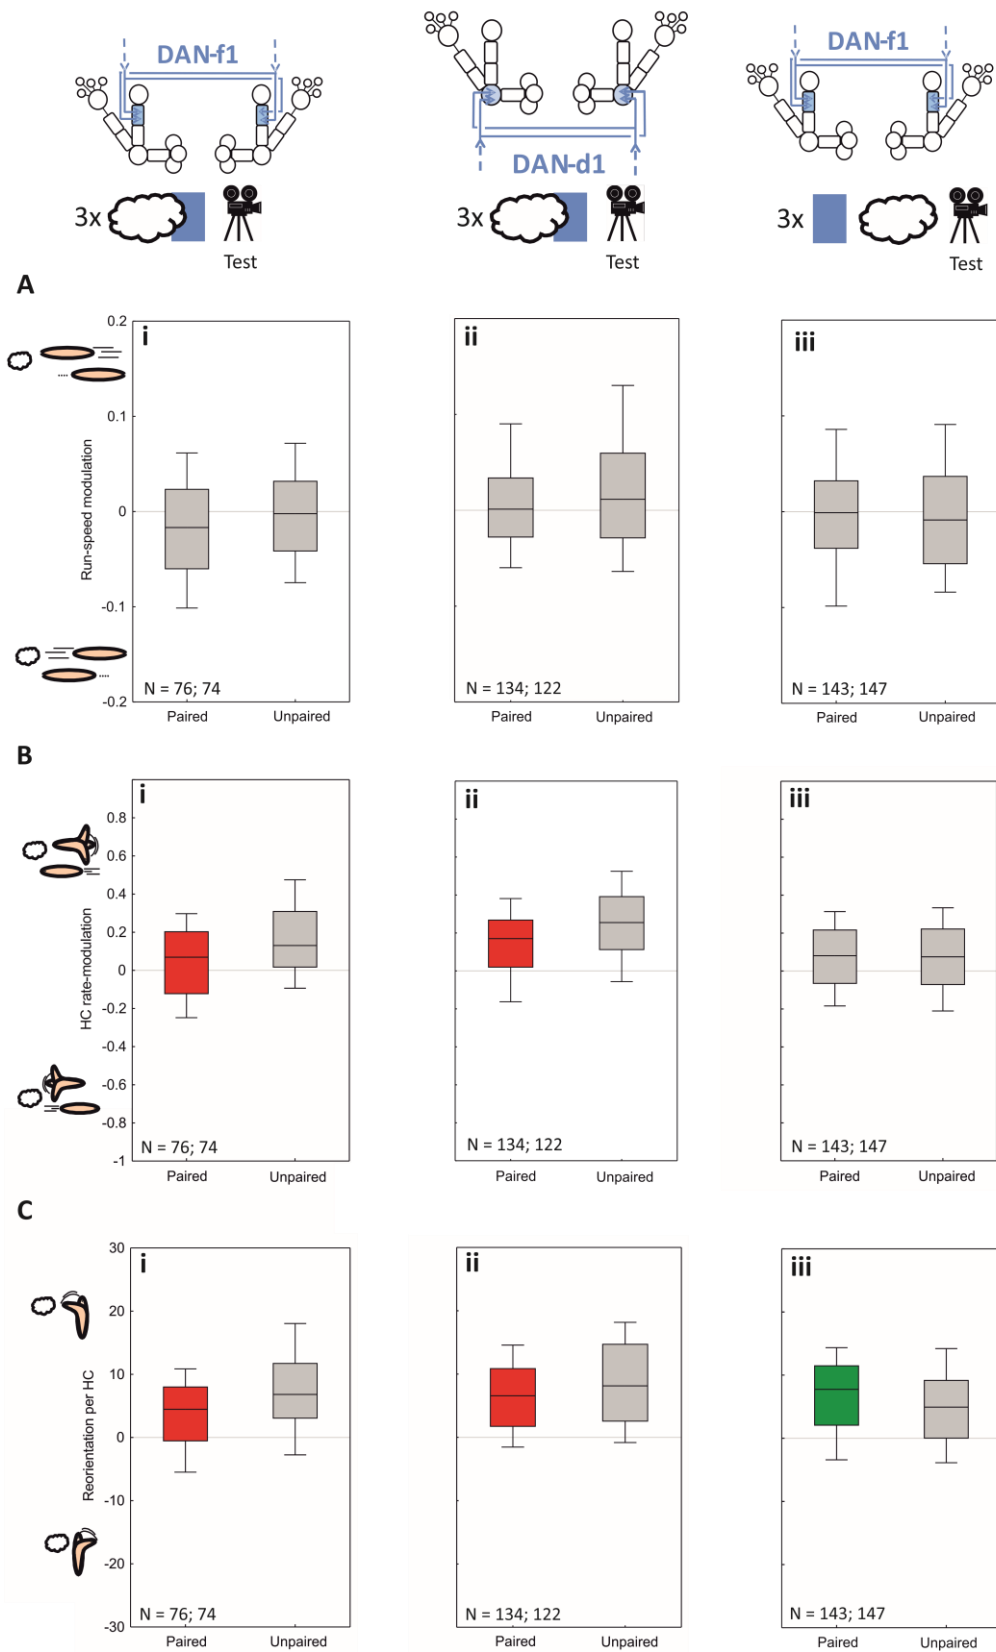 DAN-f1
DAN-d1
DAN-f1
3x
3x
3x
Test
Test
Test
A
i
ii
iii
0.2
0.1
0
-0.1
-0.2
Run-speed modulation
N = 76; 74
N = 134; 122
N = 143; 147
Paired
Unpaired
Paired
Unpaired
Paired
Unpaired
B
i
ii
iii
0.8
0.6
0.4
0.2
0
-0.2
-0.4
-0.6
-0.8
-1
HC rate-modulation
N = 76; 74
N = 134; 122
N = 143; 147
Paired
Unpaired
Paired
Unpaired
Paired
Unpaired
C
i
ii
iii
30
20
10
0
-10
-20
-30
Reorientation per HC
N = 76; 74
N = 134; 122
N = 143; 147
Paired
Unpaired
Paired
Unpaired
Paired
Unpaired